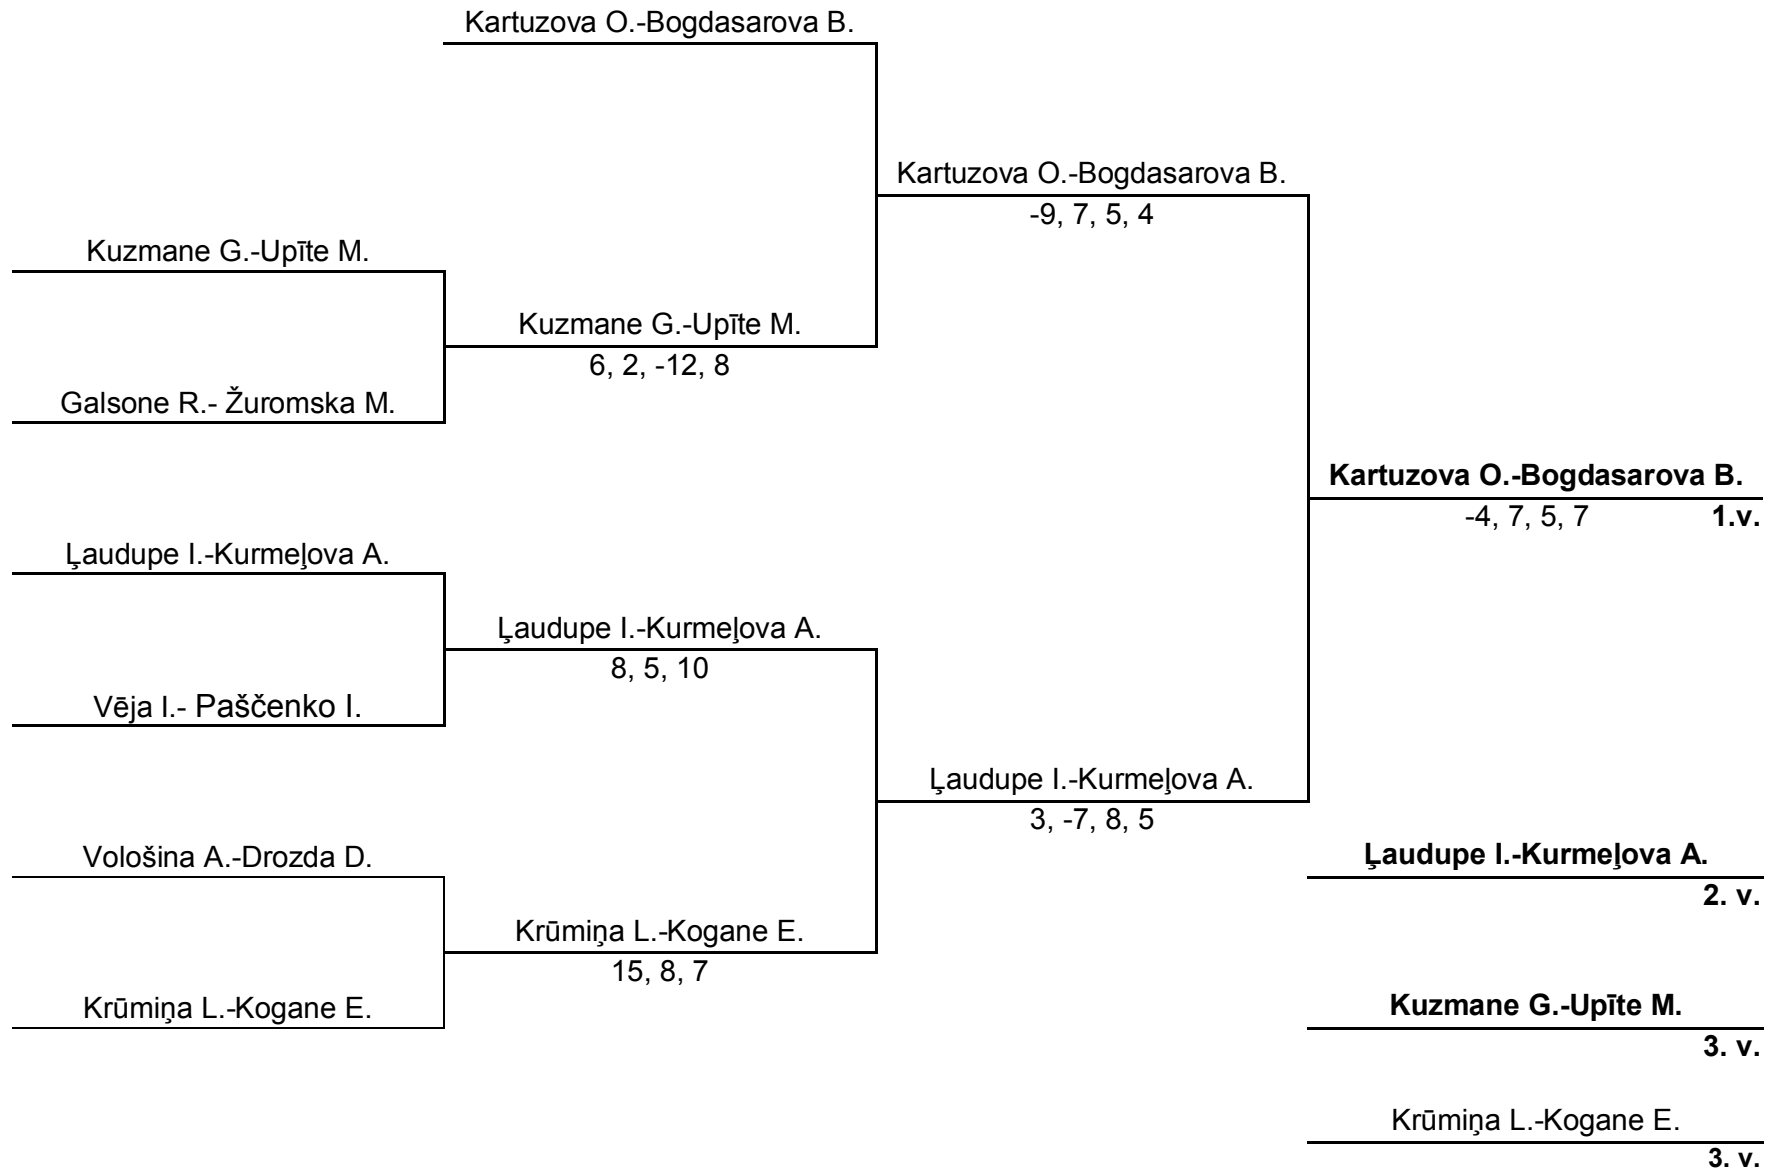 Kartuzova O.-Bogdasarova B.
Kartuzova O.-Bogdasarova B.
-9, 7, 5, 4
Kuzmane G.-Upīte M.
Kuzmane G.-Upīte M.
6, 2, -12, 8
Galsone R.- Žuromska M.
Kartuzova O.-Bogdasarova B.
-4, 7, 5, 7 1.v.
Ļaudupe I.-Kurmeļova A.
Ļaudupe I.-Kurmeļova A.
8, 5, 10
Vēja I.- Paščenko I.
Ļaudupe I.-Kurmeļova A.
3, -7, 8, 5
Vološina A.-Drozda D.
Ļaudupe I.-Kurmeļova A.
2. v.
Krūmiņa L.-Kogane E.
15, 8, 7
Krūmiņa L.-Kogane E.
Kuzmane G.-Upīte M.
3. v.
Krūmiņa L.-Kogane E.
3. v.